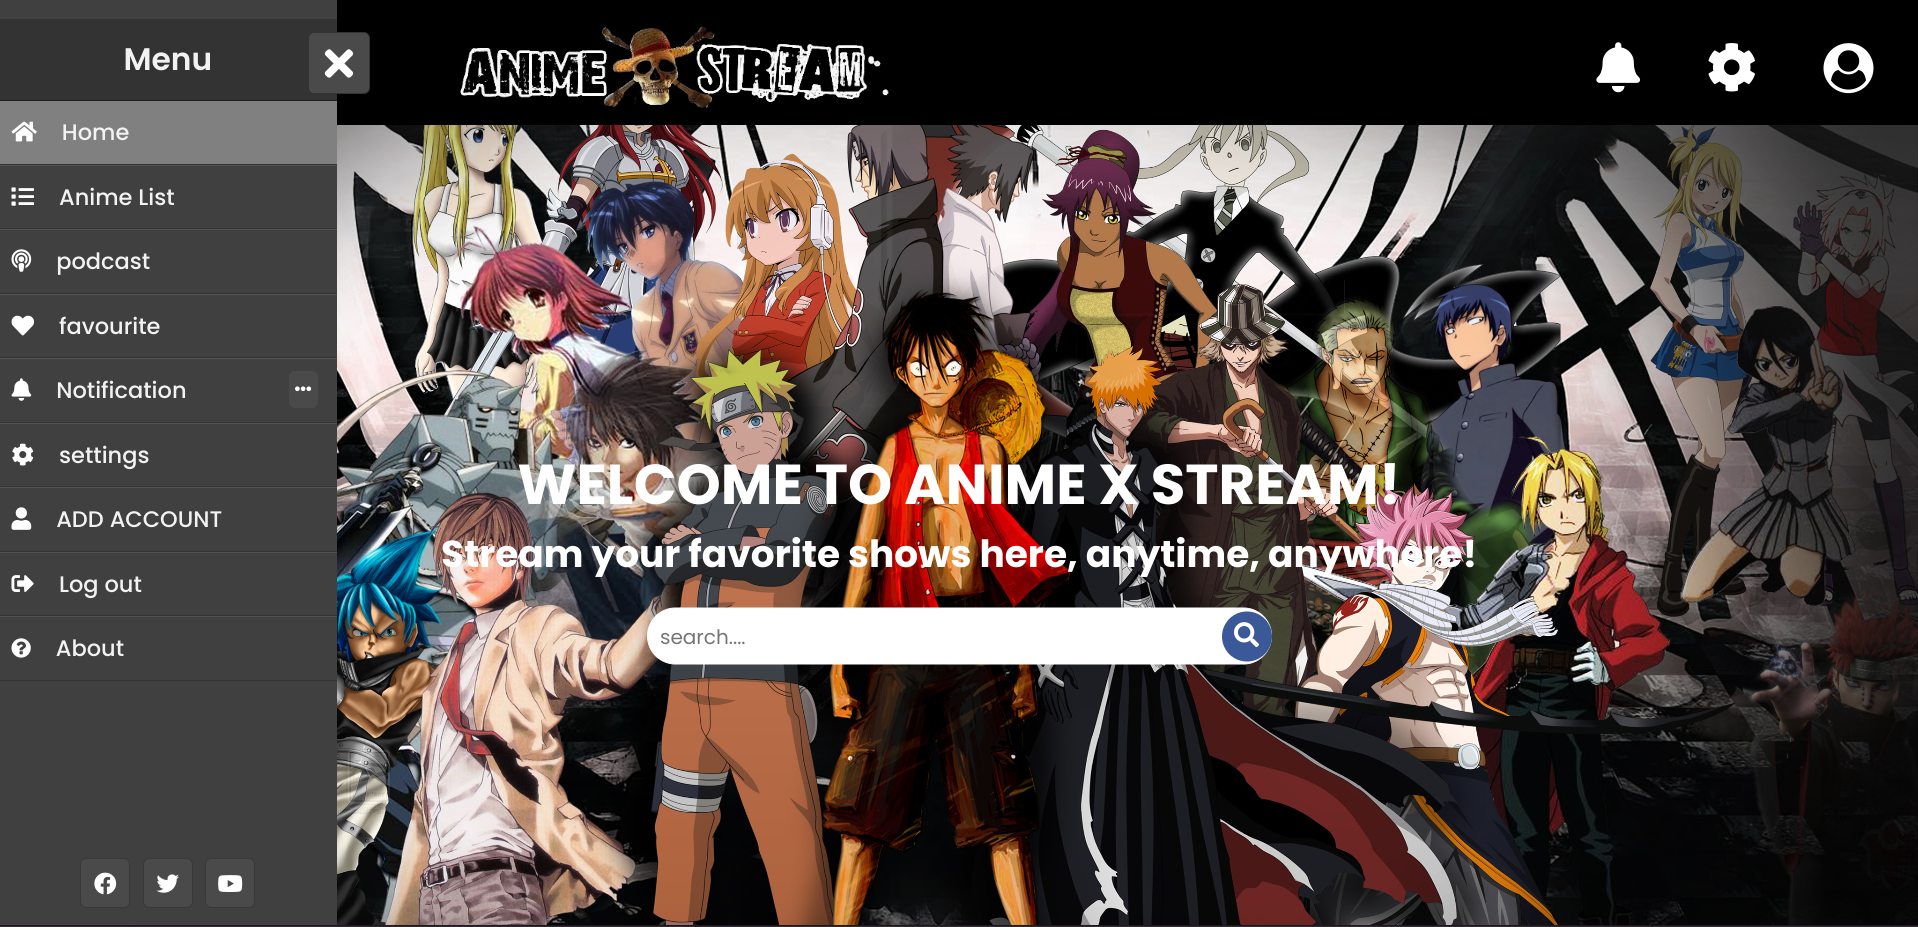 Menu
ANIME STREAM
Home
Anime List
podcast
favourite
Notification
settings
ADD ACCOUNT
Log out
About
WELCOME TO ANIME X STREAM!
Stream your favorite shows here, anytime, anywhere!
search....